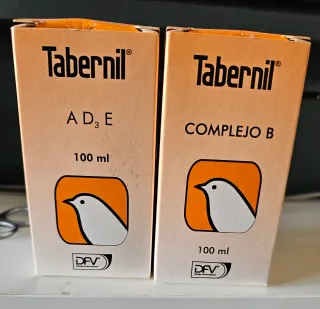 Tabernil®
A D₃ E
100 ml
DFV®
Tabernil®
COMPLEJO B
100 ml
DFV®